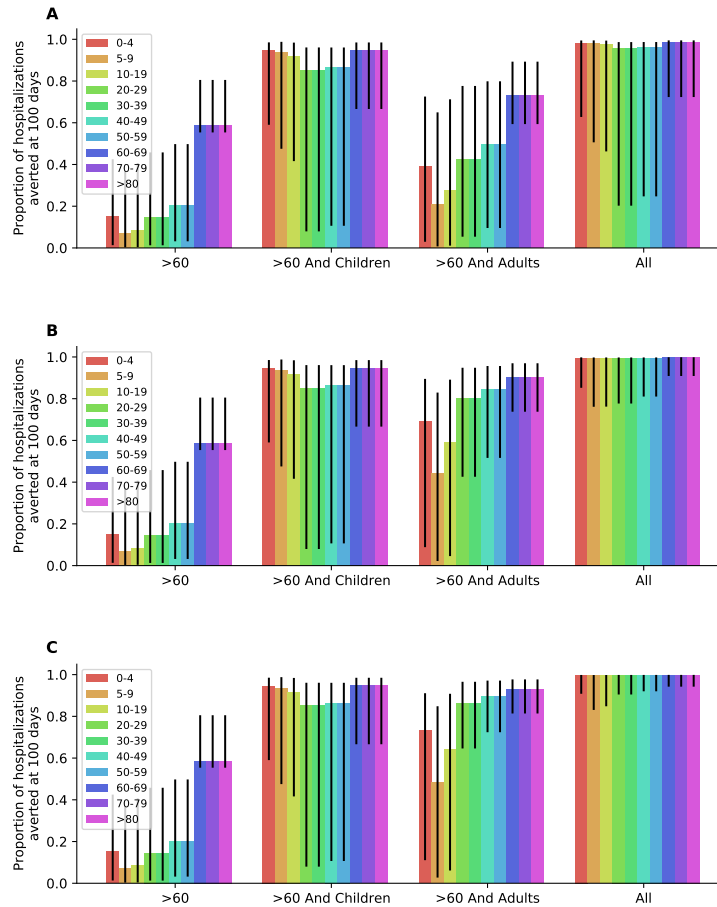 A
Proportion of hospitalizations
averted at 100 days
1.0
0.8
0.6
0.4
0.2
0.0
0-4
5-9
10-19
20-29
30-39
40-49
50-59
60-69
70-79
>80
>60
>60 And Children
>60 And Adults
All
B
Proportion of hospitalizations
averted at 100 days
1.0
0.8
0.6
0.4
0.2
0.0
0-4
5-9
10-19
20-29
30-39
40-49
50-59
60-69
70-79
>80
>60
>60 And Children
>60 And Adults
All
C
Proportion of hospitalizations
averted at 100 days
1.0
0.8
0.6
0.4
0.2
0.0
0-4
5-9
10-19
20-29
30-39
40-49
50-59
60-69
70-79
>80
>60
>60 And Children
>60 And Adults
All